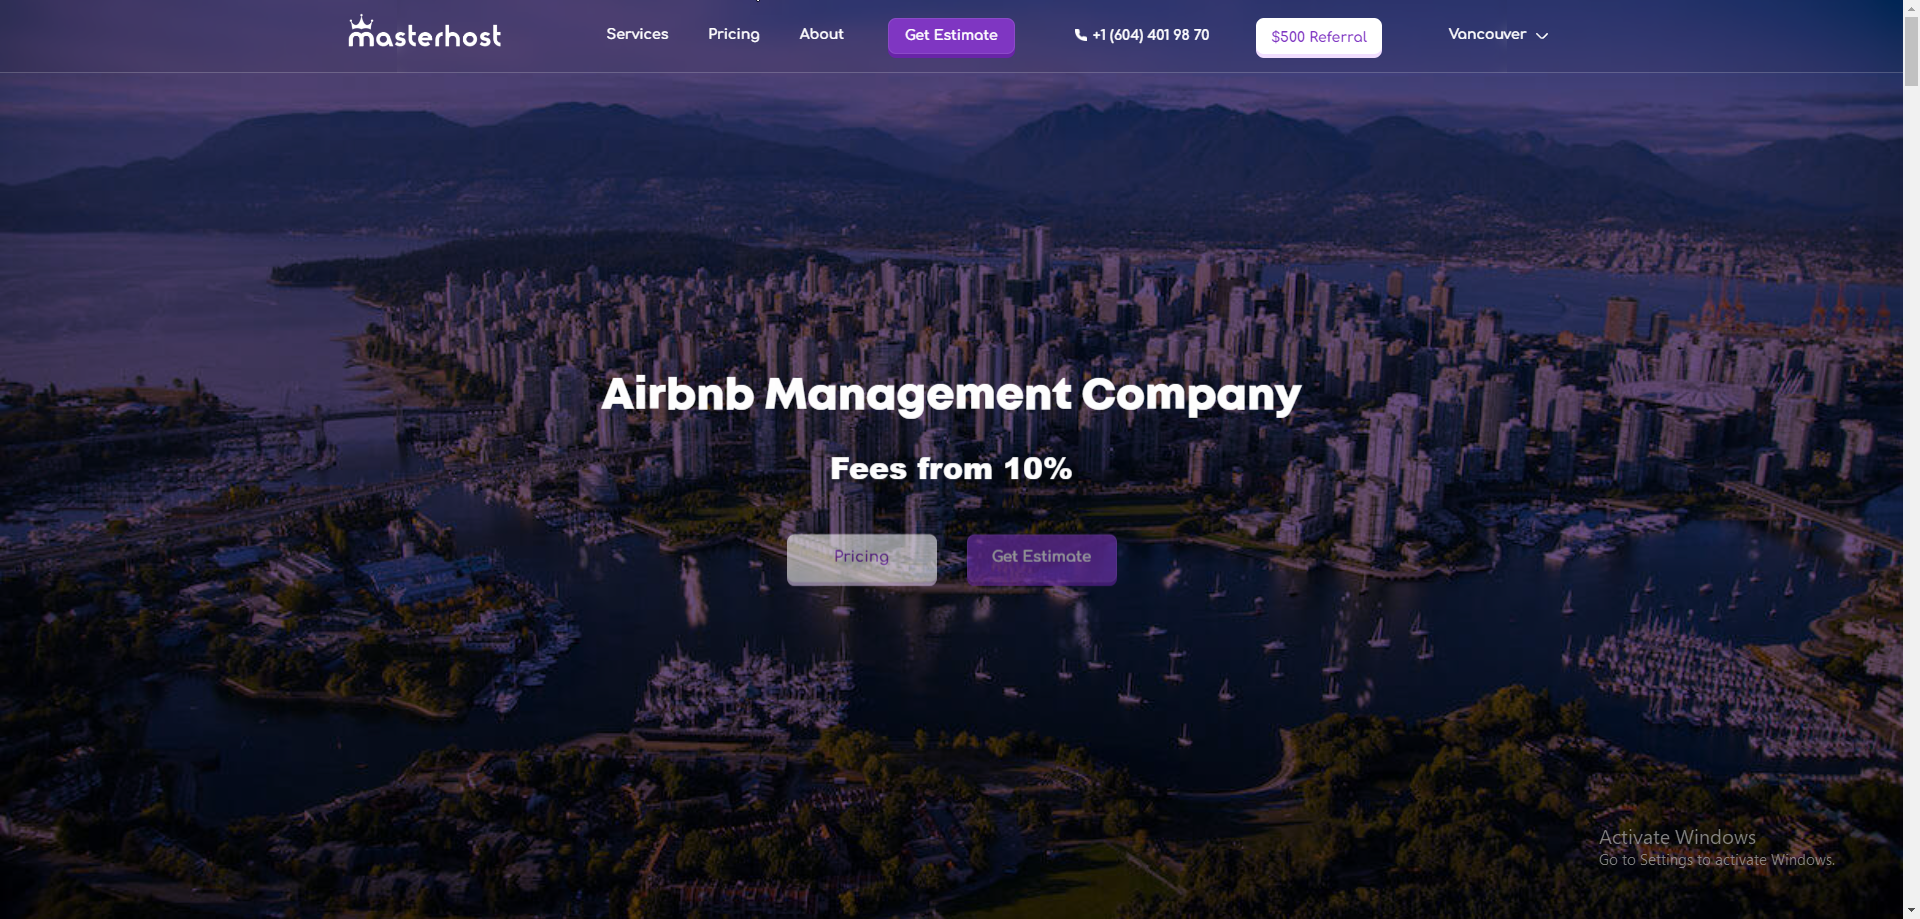 masterhost
Services
Pricing
About
Get Estimate
+1 (604) 401 98 70
$500 Referral
Vancouver
Airbnb Management Company
Fees from 10%
Pricing
Get Estimate
Activate Windows
Go to Settings to activate Windows.